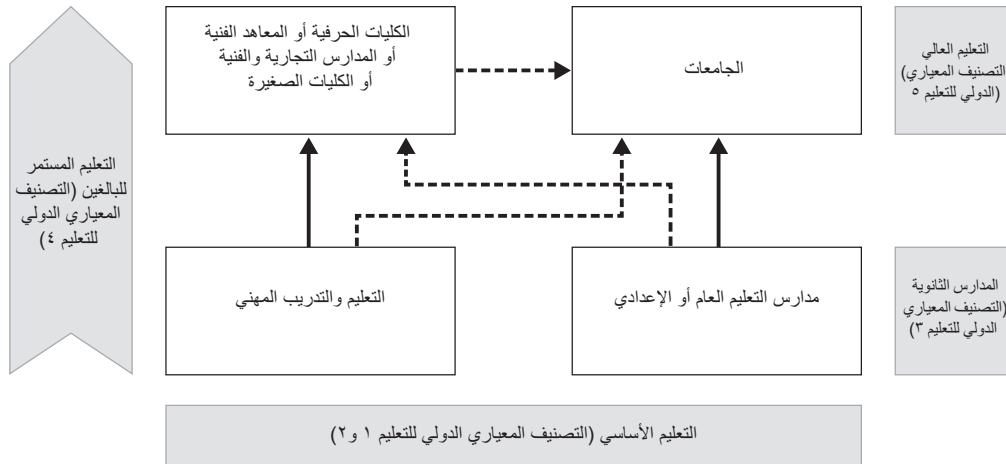 الكليات الحرفية أو المعاهد الفنية
أو المدارس التجارية والفنية
أو الكليات الصغيرة
الجامعات
التعليم العالي
(التصنيف المعياري
الدولي للتعليم ٥)
التعليم المستمر
للبالغين (التصنيف
المعياري الدولي
للتعليم ٤)
التعليم والتدريب المهني
مدارس التعليم العام أو الإعدادي
المدارس الثانوية
(التصنيف المعياري
الدولي للتعليم ٣)
التعليم الأساسي (التصنيف المعياري الدولي للتعليم ١ و٢)